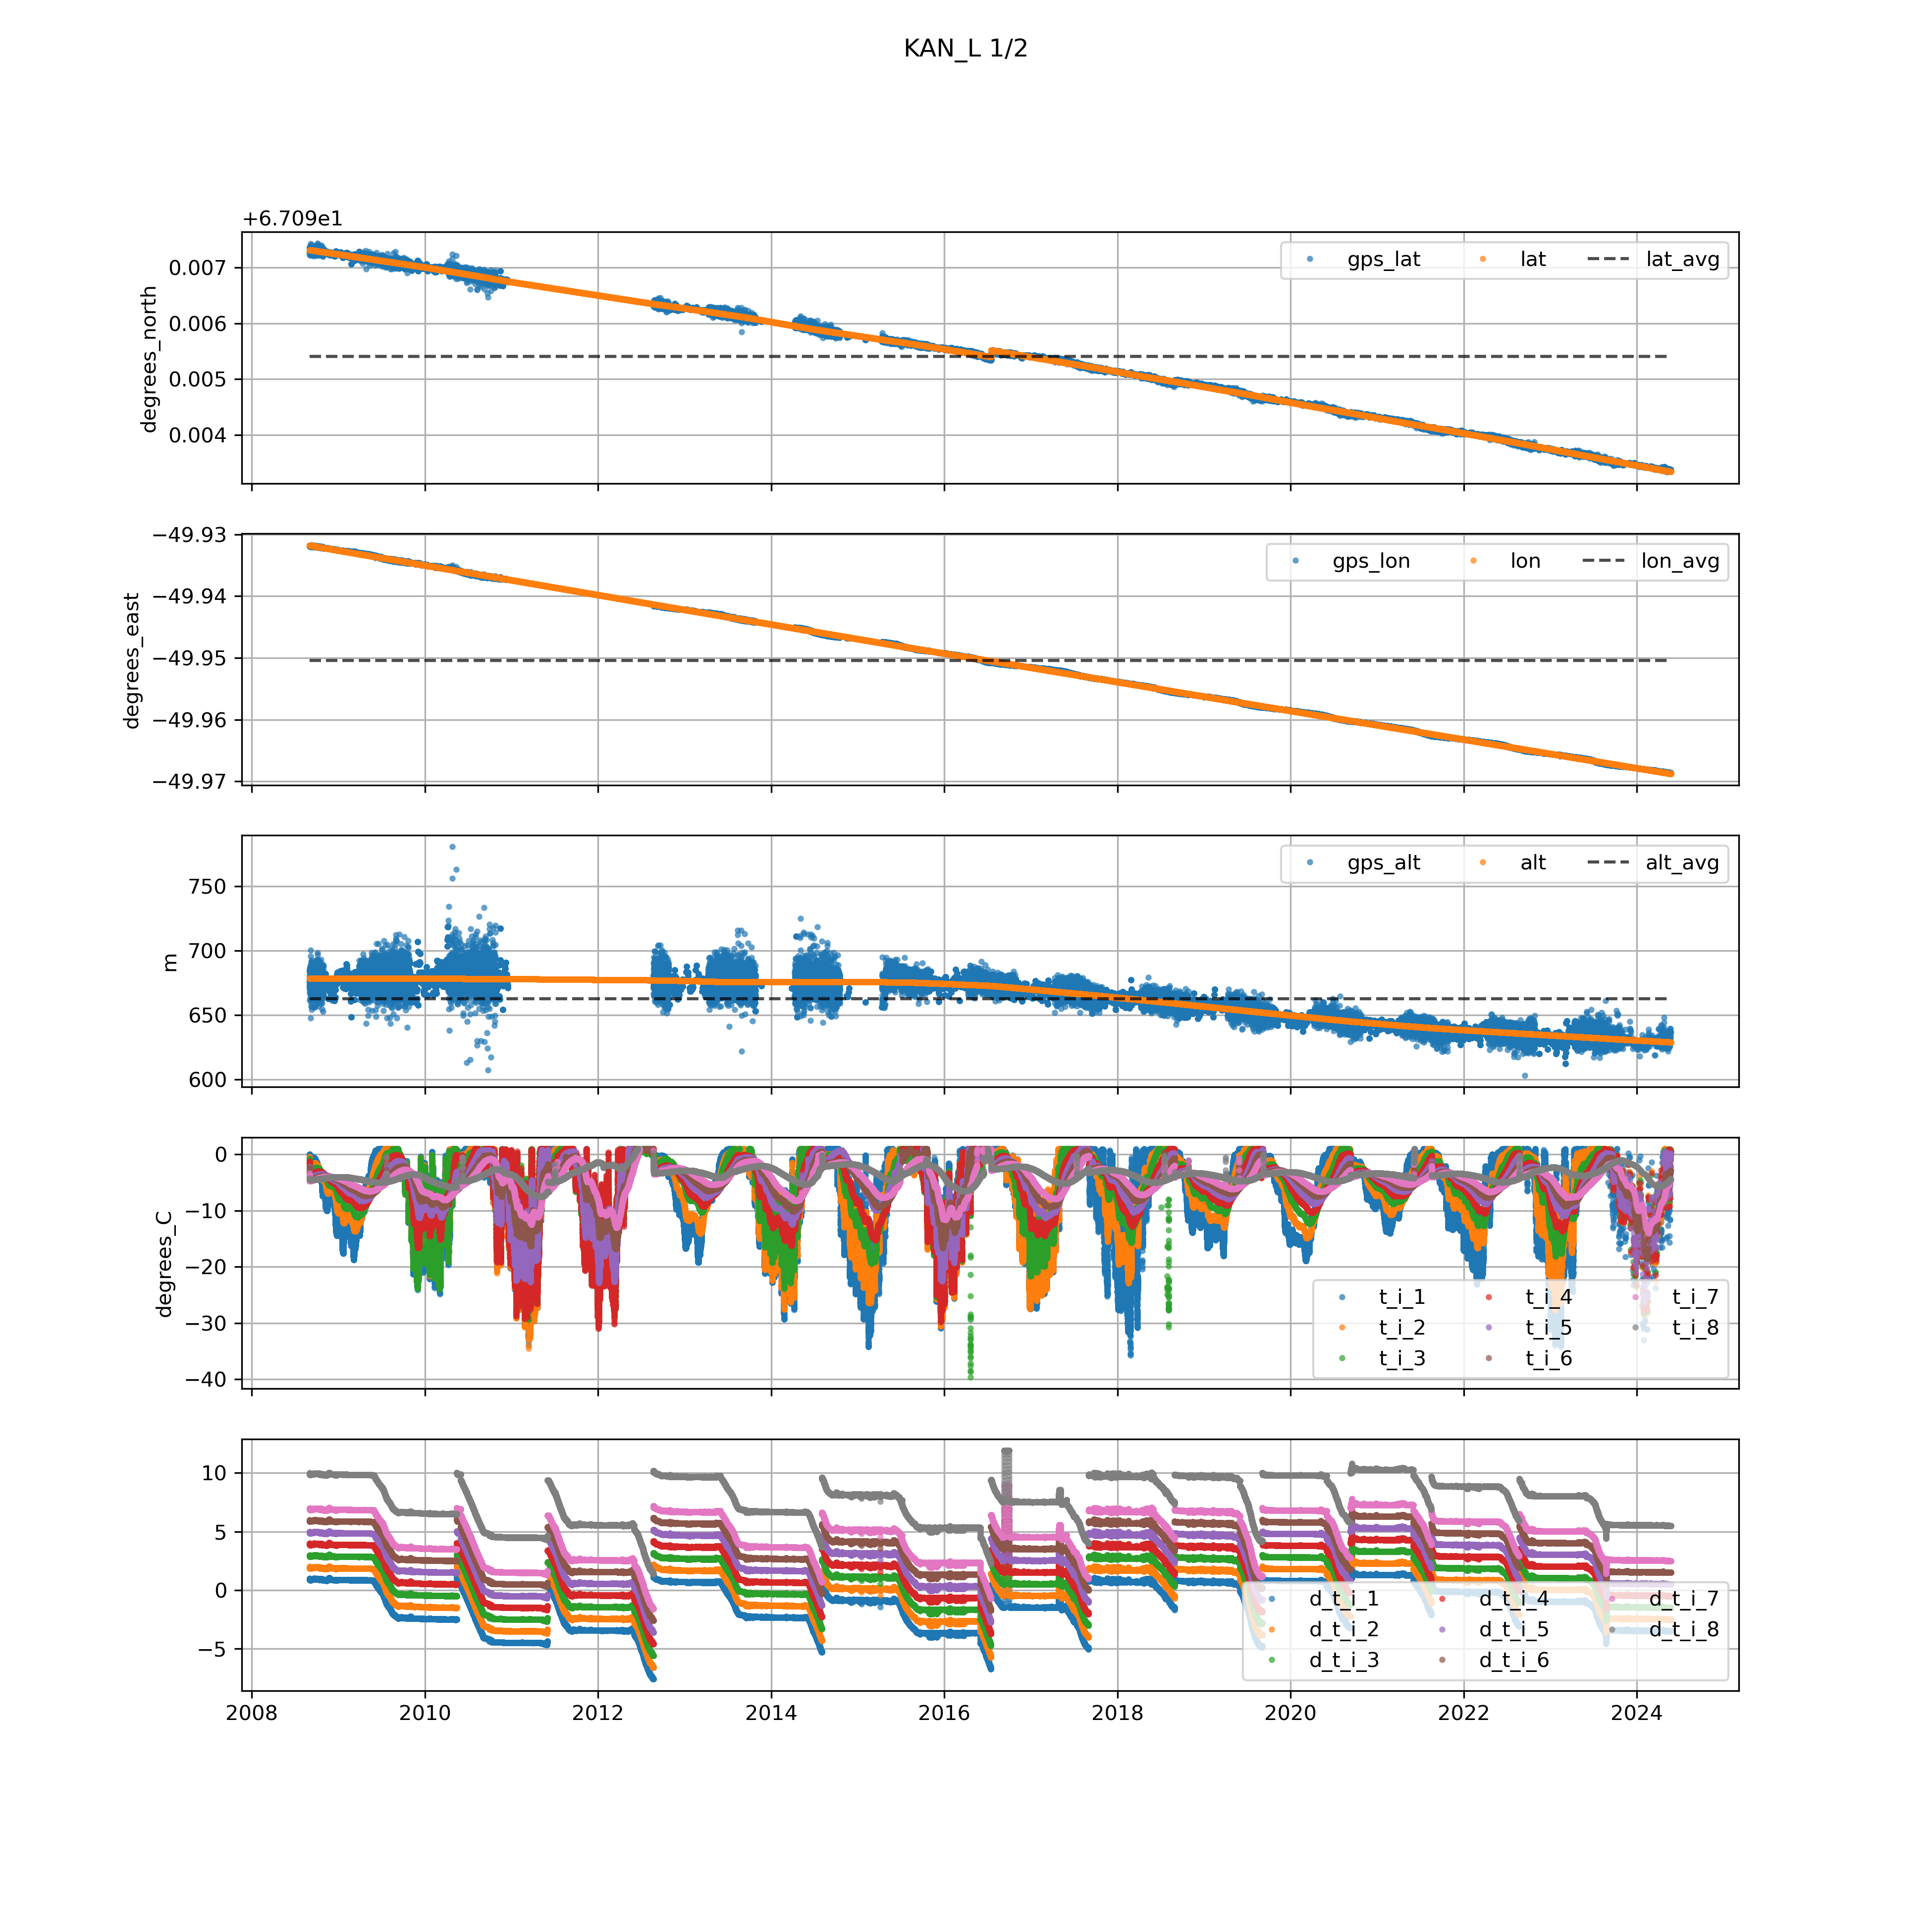 KAN_L 1/2
+6.709e1
0.007
0.006
0.005
0.004
degrees_north
gps_lat lat lat_avg
−49.93
−49.94
−49.95
−49.96
−49.97
degrees_east
gps_lon lon lon_avg
750
700
650
600
m
gps_alt alt alt_avg
0
−10
−20
−30
−40
degrees_C
t_i_1 t_i_4 t_i_7
t_i_2 t_i_5 t_i_8
t_i_3 t_i_6
10
5
0
−5
d_t_i_1 d_t_i_4 d_t_i_7
d_t_i_2 d_t_i_5 d_t_i_8
d_t_i_3 d_t_i_6
2008 2010 2012 2014 2016 2018 2020 2022 2024